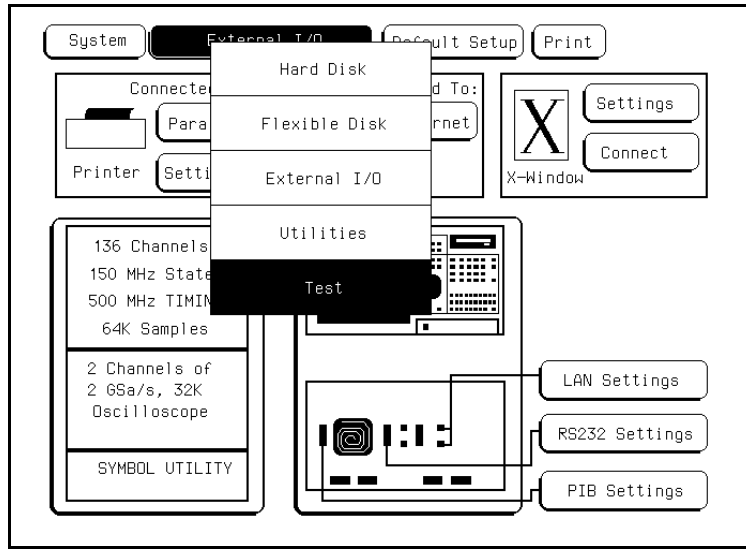 System External I/O Default Setup Print
Hard Disk
Flexible Disk
External I/O
Utilities
Test
Connected To:
Para rnet
Printer Setti
Settings
Connect
X
X-Window
136 Channels
150 MHz State
500 MHz TIMIN
64K Samples
2 Channels of
2 GSa/s, 32K
Oscilloscope
SYMBOL UTILITY
LAN Settings
RS232 Settings
PIB Settings